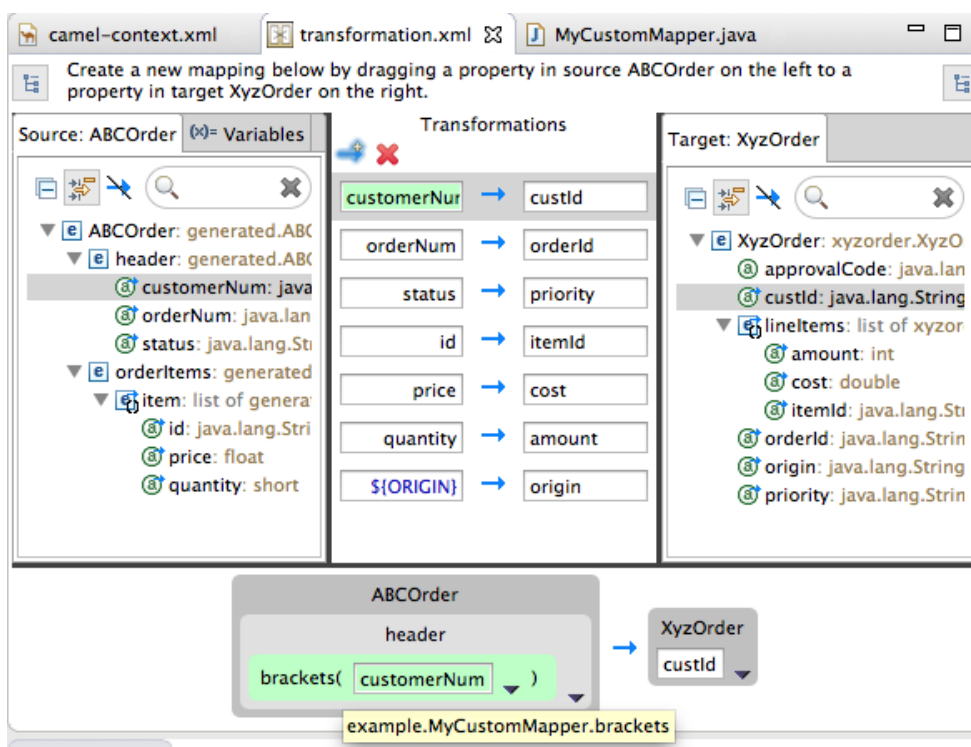 camel-context.xml
transformation.xml
MyCustomMapper.java
Create a new mapping below by dragging a property in source ABCOrder on the left to a
property in target XyzOrder on the right.
Source: ABCOrder
(x)= Variables
ABCOrder: generated.ABC
header: generated.ABC
customerNum: java
orderNum: java.lan
status: java.lang.St
orderItems: generated
item: list of genera
id: java.lang.Stri
price: float
quantity: short
Transformations
customerNur → custId
orderNum → orderId
status → priority
id → itemId
price → cost
quantity → amount
${ORIGIN} → origin
Target: XyzOrder
XyzOrder: xyzorder.XyzO
approvalCode: java.lan
custId: java.lang.String
lineItems: list of xyzor
amount: int
cost: double
itemId: java.lang.Stri
orderId: java.lang.Strin
origin: java.lang.String
priority: java.lang.Strin
ABCOrder
header
brackets( customerNum )
example.MyCustomMapper.brackets
XyzOrder
custId